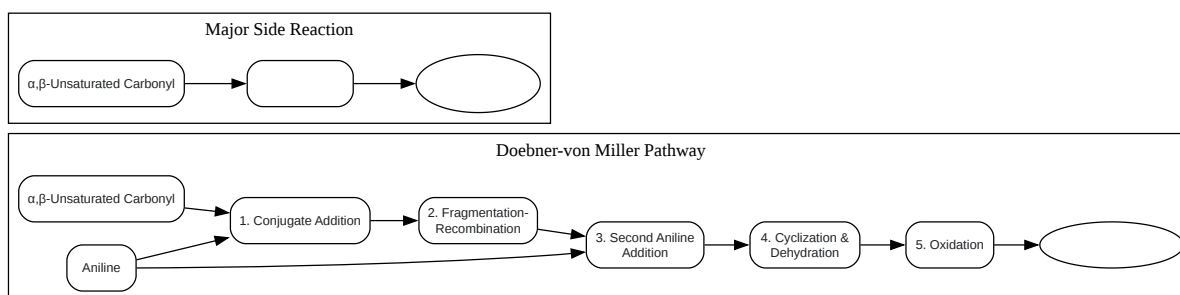 Major Side Reaction
α,β-Unsaturated Carbonyl
Doebner-von Miller Pathway
α,β-Unsaturated Carbonyl
Aniline
1. Conjugate Addition
2. Fragmentation-
Recombination
3. Second Aniline
Addition
4. Cyclization &
Dehydration
5. Oxidation